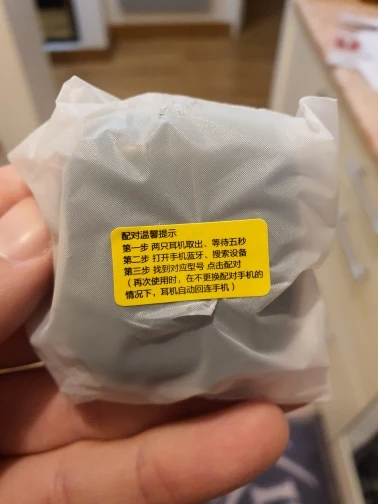 配对温馨提示
第一步 两只耳机取出、等待五秒
第二步 打开手机蓝牙、搜索设备
第三步 找到对应型号 点击配对
（再次使用时，在不更换配对手机的
情况下，耳机自动回连手机）